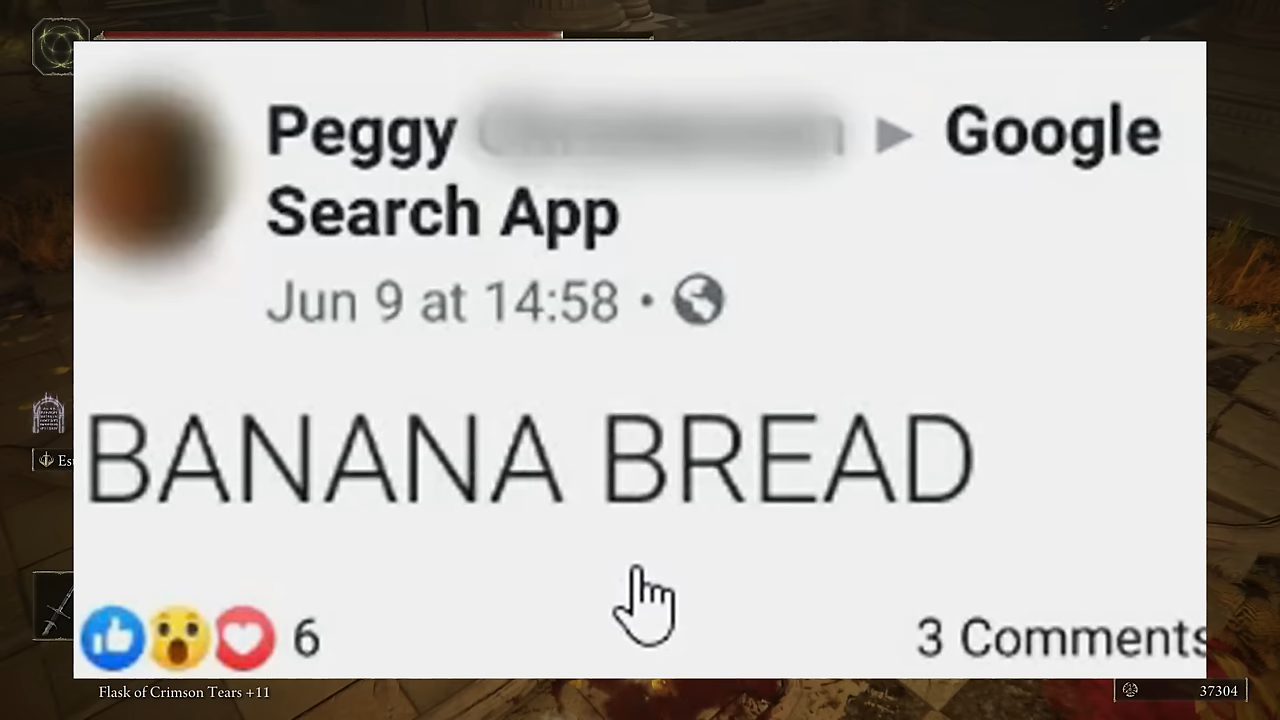 Peggy Google
Search App
Jun 9 at 14:58 •
BANANA BREAD
6
3 Comments
Flask of Crimson Tears +11
37304